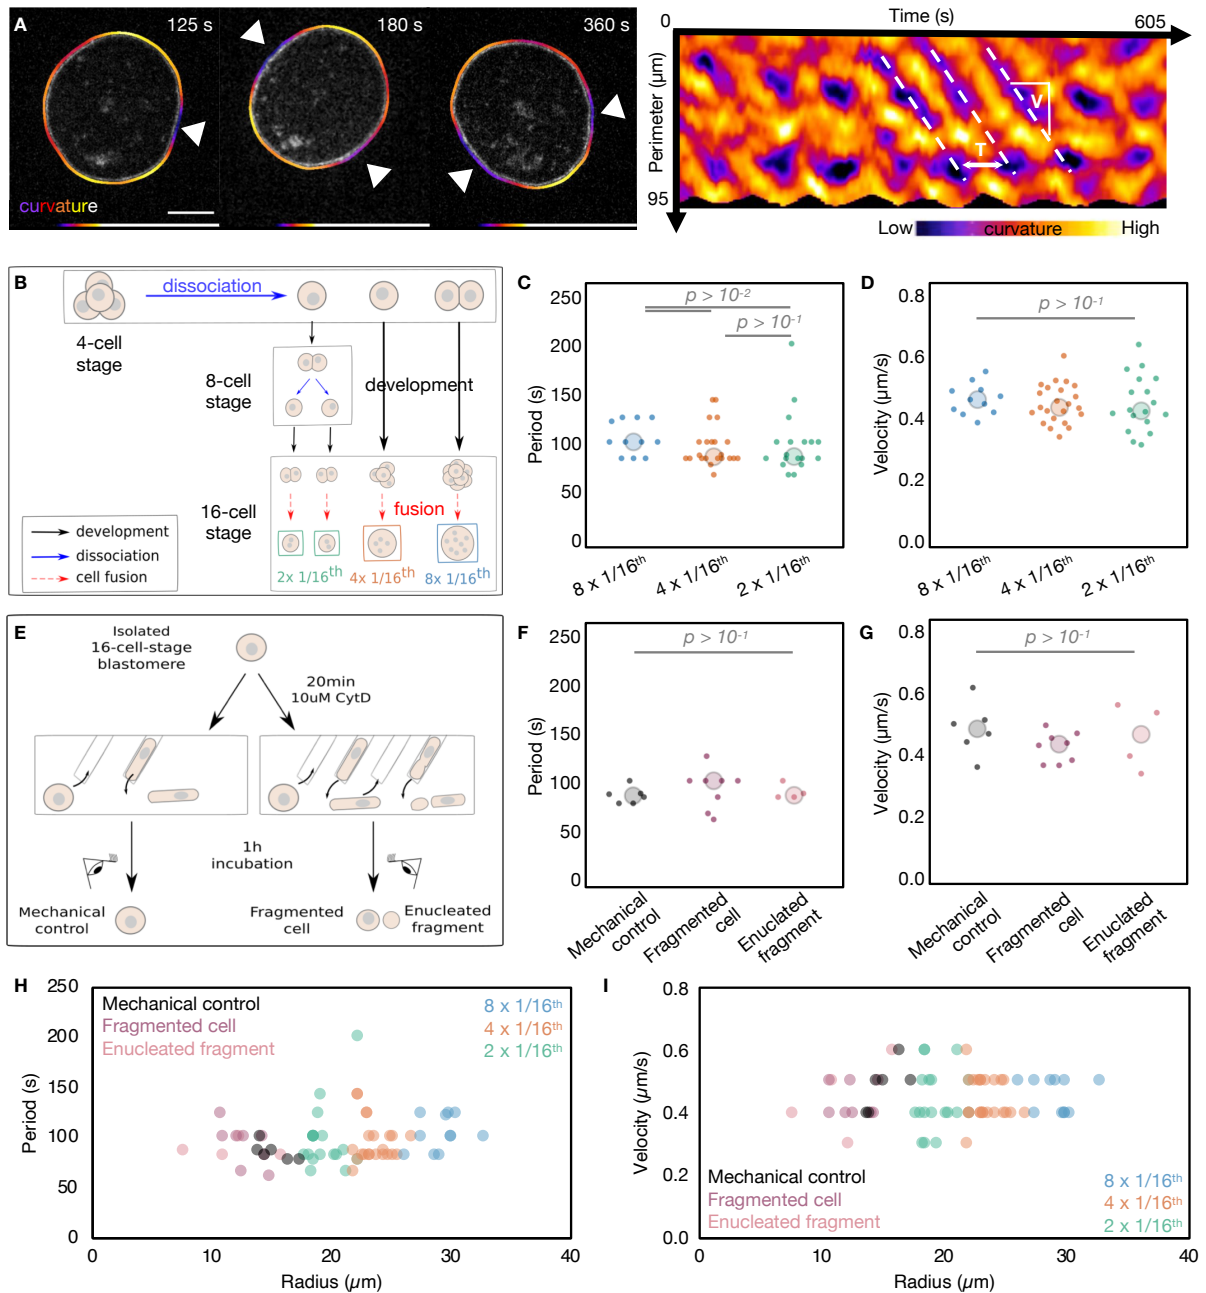 A
125 s
180 s
360 s
curvature
0
Time (s)
605
Perimeter (µm)
95
V
T
Low
curvature
High
B
dissociation
4-cell
stage
8-cell
stage
development
16-cell
stage
fusion
2x 1/16th
4x 1/16th
8x 1/16th
development
dissociation
cell fusion
C
Period (s)
250
200
150
100
50
0
p > 10-2
p > 10-1
8 x 1/16th
4 x 1/16th
2 x 1/16th
D
Velocity (µm/s)
0.8
0.6
0.4
0.2
0.0
p > 10-1
8 x 1/16th
4 x 1/16th
2 x 1/16th
E
Isolated
16-cell-stage
blastomere
20min
10uM CytD
1h
incubation
Mechanical
control
Fragmented
cell
Enucleated
fragment
F
Period (s)
250
200
150
100
50
0
p > 10-1
Mechanical
control
Fragmented
cell
Enuclated
fragment
G
Velocity (µm/s)
0.8
0.6
0.4
0.2
0.0
p > 10-1
Mechanical
control
Fragmented
cell
Enucleated
fragment
H
Period (s)
250
200
150
100
50
0
Mechanical control
Fragmented cell
Enucleated fragment
8 x 1/16th
4 x 1/16th
2 x 1/16th
0
10
20
30
40
Radius (µm)
I
Velocity (µm/s)
0.8
0.6
0.4
0.2
0.0
Mechanical control
Fragmented cell
Enucleated fragment
8 x 1/16th
4 x 1/16th
2 x 1/16th
0
10
20
30
40
Radius (µm)